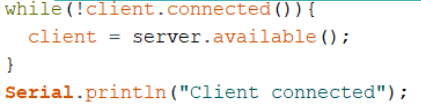 while(!client.connected()){
  client = server.available();
}
Serial.println("Client connected");